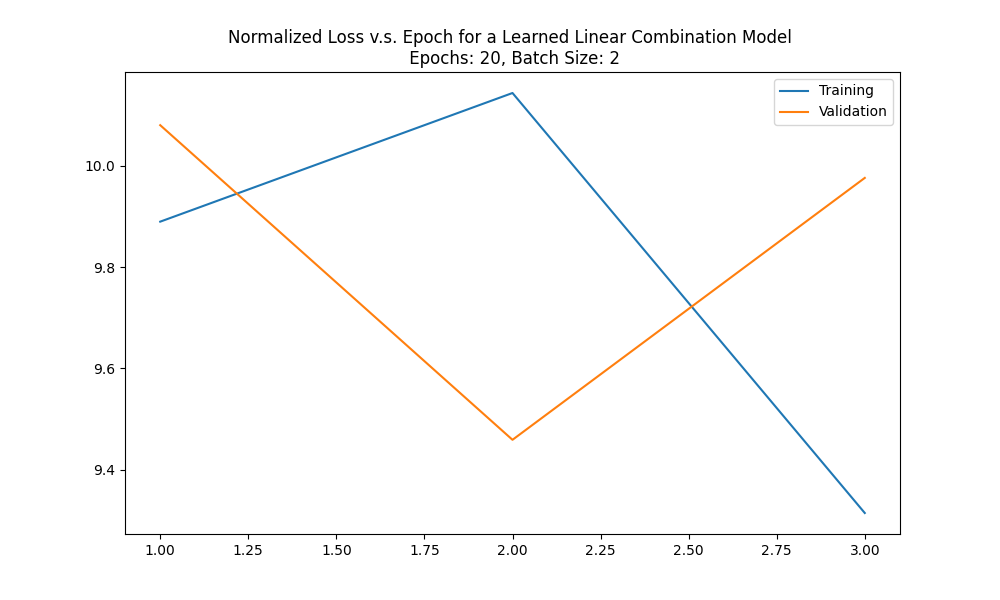 Normalized Loss v.s. Epoch for a Learned Linear Combination Model
Epochs: 20, Batch Size: 2
Training
Validation
10.0
9.8
9.6
9.4
1.00 1.25 1.50 1.75 2.00 2.25 2.50 2.75 3.00